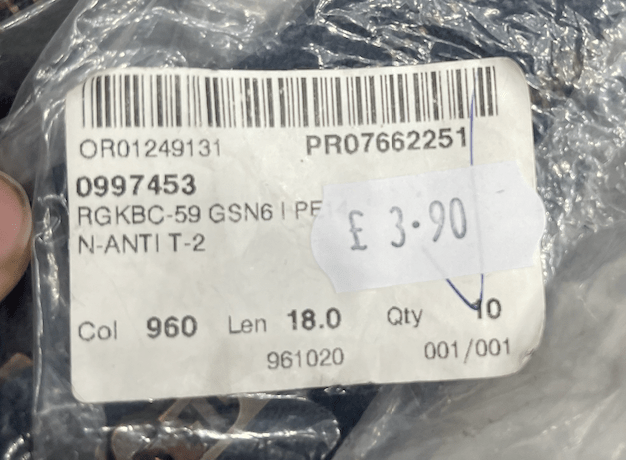 OR01249131 PR07662251
0997453
RGKBC-59 GSN6 I PE
N-ANTI T-2
£ 3.90
Col 960 Len 18.0 Qty 10
961020 001/001